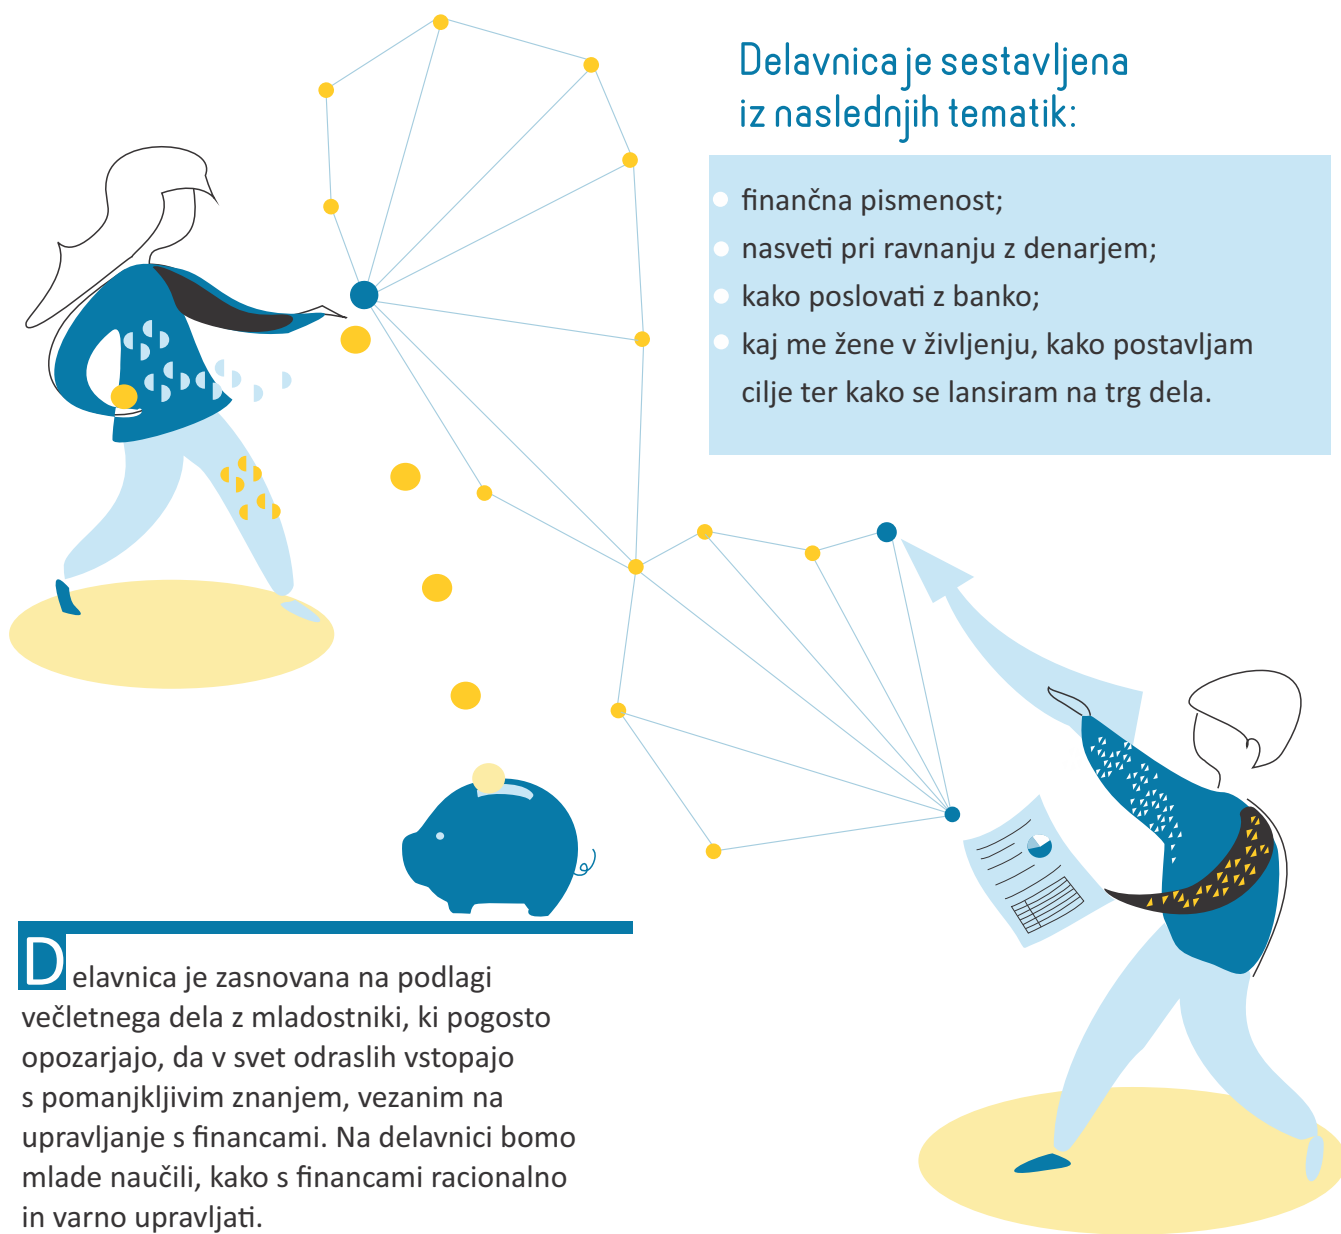 Delavnica je sestavljena
iz naslednjih tematik:
finančna pismenost;
nasveti pri ravnanju z denarjem;
kako poslovati z banko;
kaj me žene v življenju, kako postavljam
cilje ter kako se lansiram na trg dela.
Delavnica je zasnovana na podlagi
večletnega dela z mladostniki, ki pogosto
opozarjajo, da v svet odraslih vstopajo
s pomanjkljivim znanjem, vezanim na
upravljanje s financami. Na delavnici bomo
mlade naučili, kako s financami racionalno
in varno upravljati.